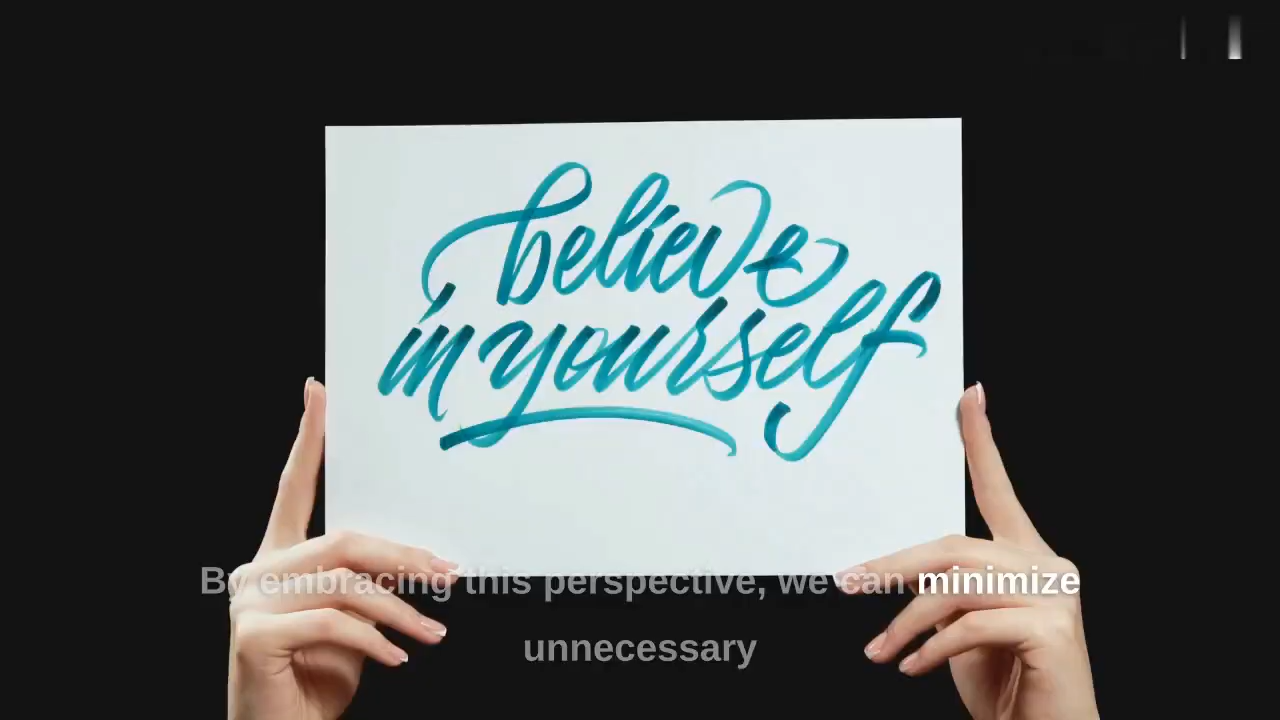 believe
in yourself
By embracing this perspective, we can minimize
unnecessary